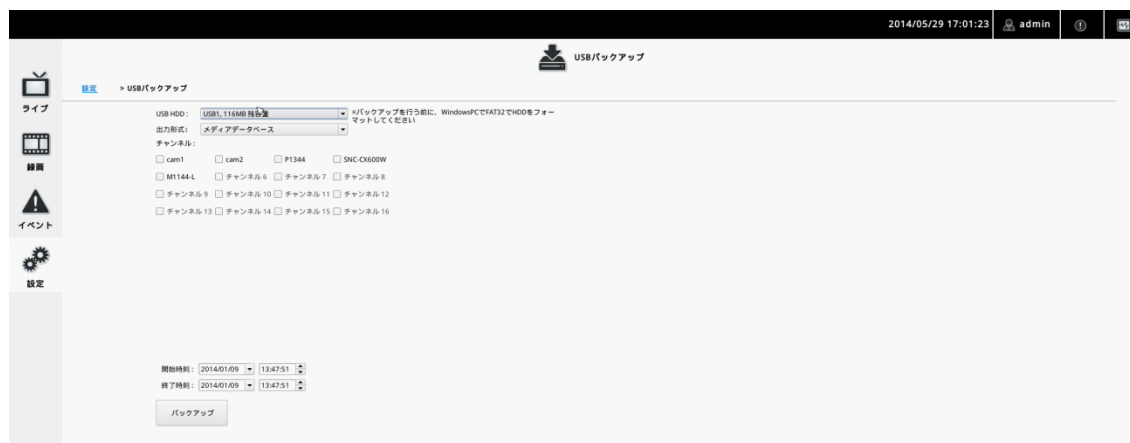 2014/05/29 17:01:23 admin
USBバックアップ
ライブ
録画
イベント
設定
設定 > USBバックアップ
USB HDD : USB1, 116MB 残容量 ※バックアップを行う前に、WindowsPCでFAT32でHDDをフォー
マットしてください
出力形式: メディアデータベース
チャンネル :
cam1 cam2 P1344 SNC-CX600W
M1144-L チャンネル 6 チャンネル 7 チャンネル 8
チャンネル 9 チャンネル 10 チャンネル 11 チャンネル 12
チャンネル 13 チャンネル 14 チャンネル 15 チャンネル 16
開始時刻 : 2014/01/09 13:47:51
終了時刻 : 2014/01/09 13:47:51
バックアップ